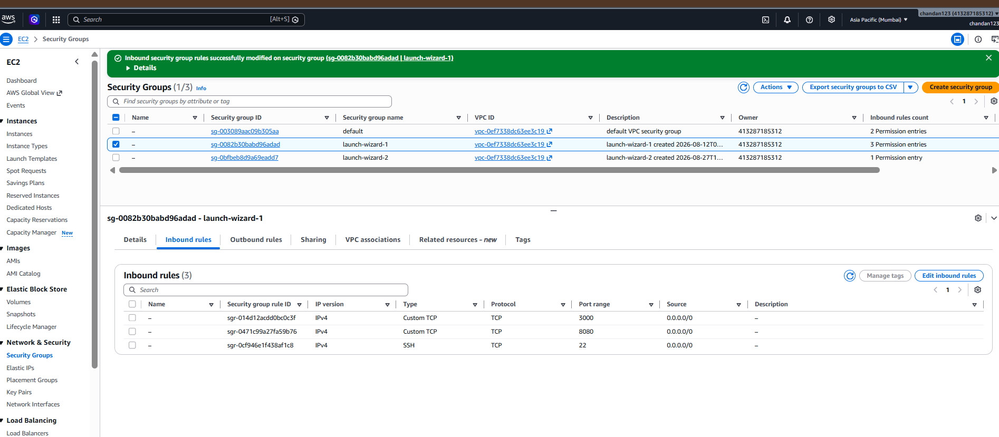 aws
Search [Alt+S]
Asia Pacific (Mumbai)
chandan123 (413287185312)
chandan123
EC2 Security Groups
EC2
Dashboard
AWS Global View
Events
Instances
Instances
Instance Types
Launch Templates
Spot Requests
Savings Plans
Reserved Instances
Dedicated Hosts
Capacity Reservations
Capacity Manager New
Images
AMIs
AMI Catalog
Elastic Block Store
Volumes
Snapshots
Lifecycle Manager
Network & Security
Security Groups
Elastic IPs
Placement Groups
Key Pairs
Network Interfaces
Load Balancing
Load Balancers
Inbound security group rules successfully modified on security group (sg-0082b30babd96adad | launch-wizard-1)
Details
Security Groups (1/3) Info
Actions Export security groups to CSV Create security group
Find security groups by attribute or tag
1
Name Security group ID Security group name VPC ID Description Owner Inbound rules count
– sg-003089aac09b305aa default vpc-0ef7338dc63ee3c19 default VPC security group 413287185312 2 Permission entries
– sg-0082b30babd96adad launch-wizard-1 vpc-0ef7338dc63ee3c19 launch-wizard-1 created 2026-08-12T0... 413287185312 3 Permission entries
– sg-0bfbeb8d9a69eadd7 launch-wizard-2 vpc-0ef7338dc63ee3c19 launch-wizard-2 created 2026-08-27T1... 413287185312 1 Permission entry
sg-0082b30babd96adad - launch-wizard-1
Details Inbound rules Outbound rules Sharing VPC associations Related resources - new Tags
Inbound rules (3)
Manage tags Edit inbound rules
Search
1
Name Security group rule ID IP version Type Protocol Port range Source Description
– sgr-014d12acdd0bc0c3f IPv4 Custom TCP TCP 3000 0.0.0.0/0 –
– sgr-0471c99a27fa59b76 IPv4 Custom TCP TCP 8080 0.0.0.0/0 –
– sgr-0cf946e1f438af1c8 IPv4 SSH TCP 22 0.0.0.0/0 –